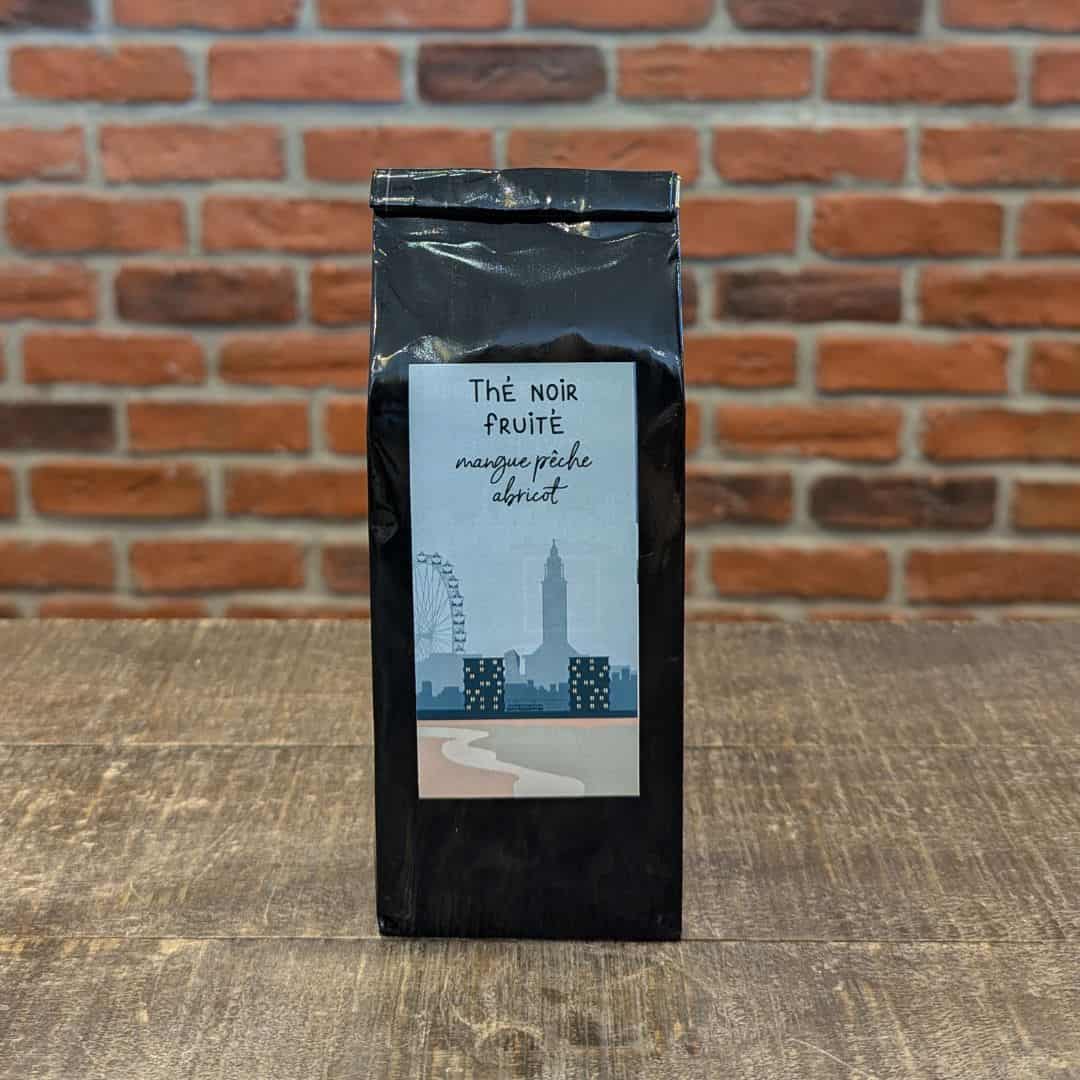 Thé noir
fruité
mangue pêche
abricot